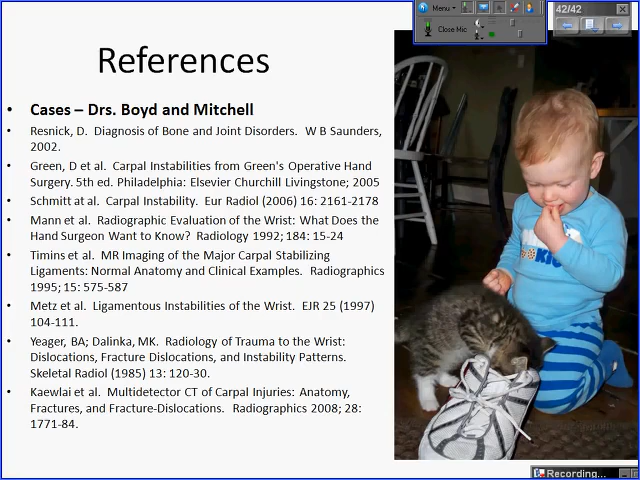 Menu
42/42
Close Mic
References
• Cases – Drs. Boyd and Mitchell
• Resnick, D. Diagnosis of Bone and Joint Disorders. W B Saunders,
2002.
• Green, D et al. Carpal Instabilities from Green's Operative Hand
Surgery. 5th ed. Philadelphia: Elsevier Churchill Livingstone; 2005
• Schmitt at al. Carpal Instability. Eur Radiol (2006) 16: 2161-2178
• Mann et al. Radiographic Evaluation of the Wrist: What Does the
Hand Surgeon Want to Know? Radiology 1992; 184: 15-24
• Timins et al. MR Imaging of the Major Carpal Stabilizing
Ligaments: Normal Anatomy and Clinical Examples. Radiographics
1995; 15: 575-587
• Metz et al. Ligamentous Instabilities of the Wrist. EJR 25 (1997)
104-111.
• Yeager, BA; Dalinka, MK. Radiology of Trauma to the Wrist:
Dislocations, Fracture Dislocations, and Instability Patterns.
Skeletal Radiol (1985) 13: 120-30.
• Kaewlai et al. Multidetector CT of Carpal Injuries: Anatomy,
Fractures, and Fracture-Dislocations. Radiographics 2008; 28:
1771-84.
Recording...